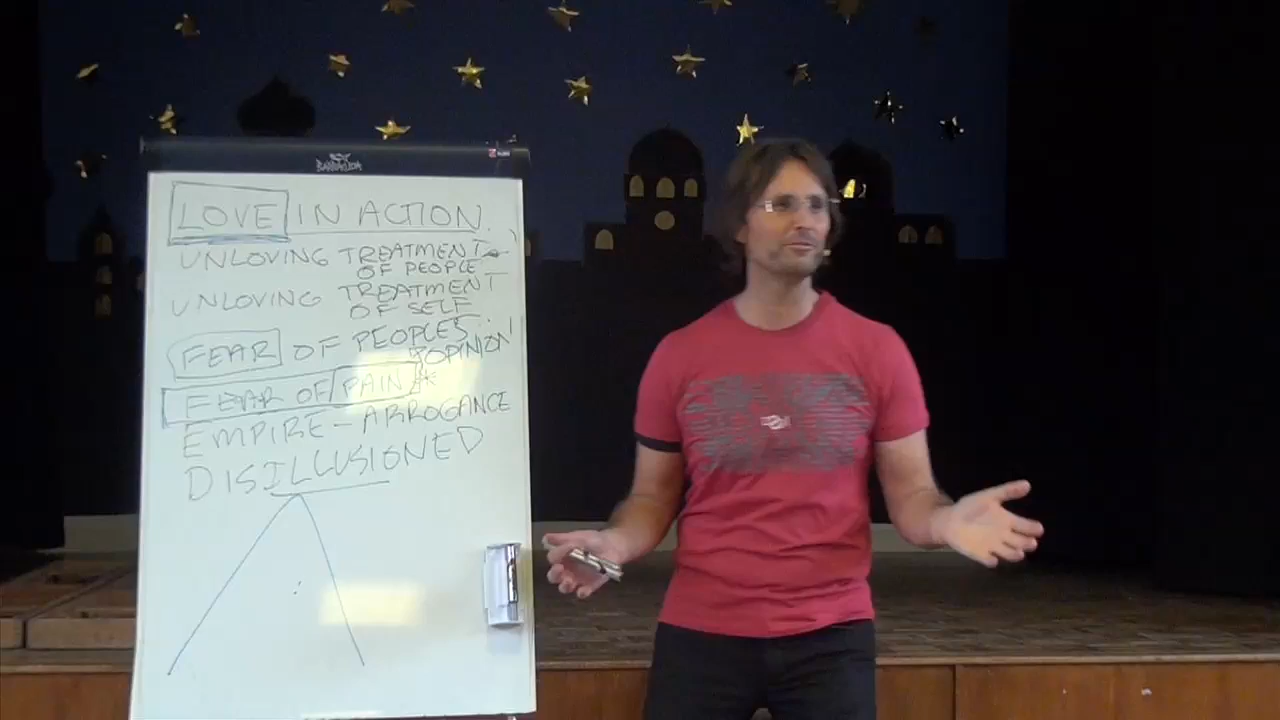 BARRACUDA
LOVE IN ACTION.
UNLOVING TREATMENT
OF PEOPLE
UNLOVING TREATMENT
OF SELF
FEAR OF PEOPLES
OPINION
FEAR OF PAIN *
EMPIRE - ARROGANCE
DISILLUSIONED